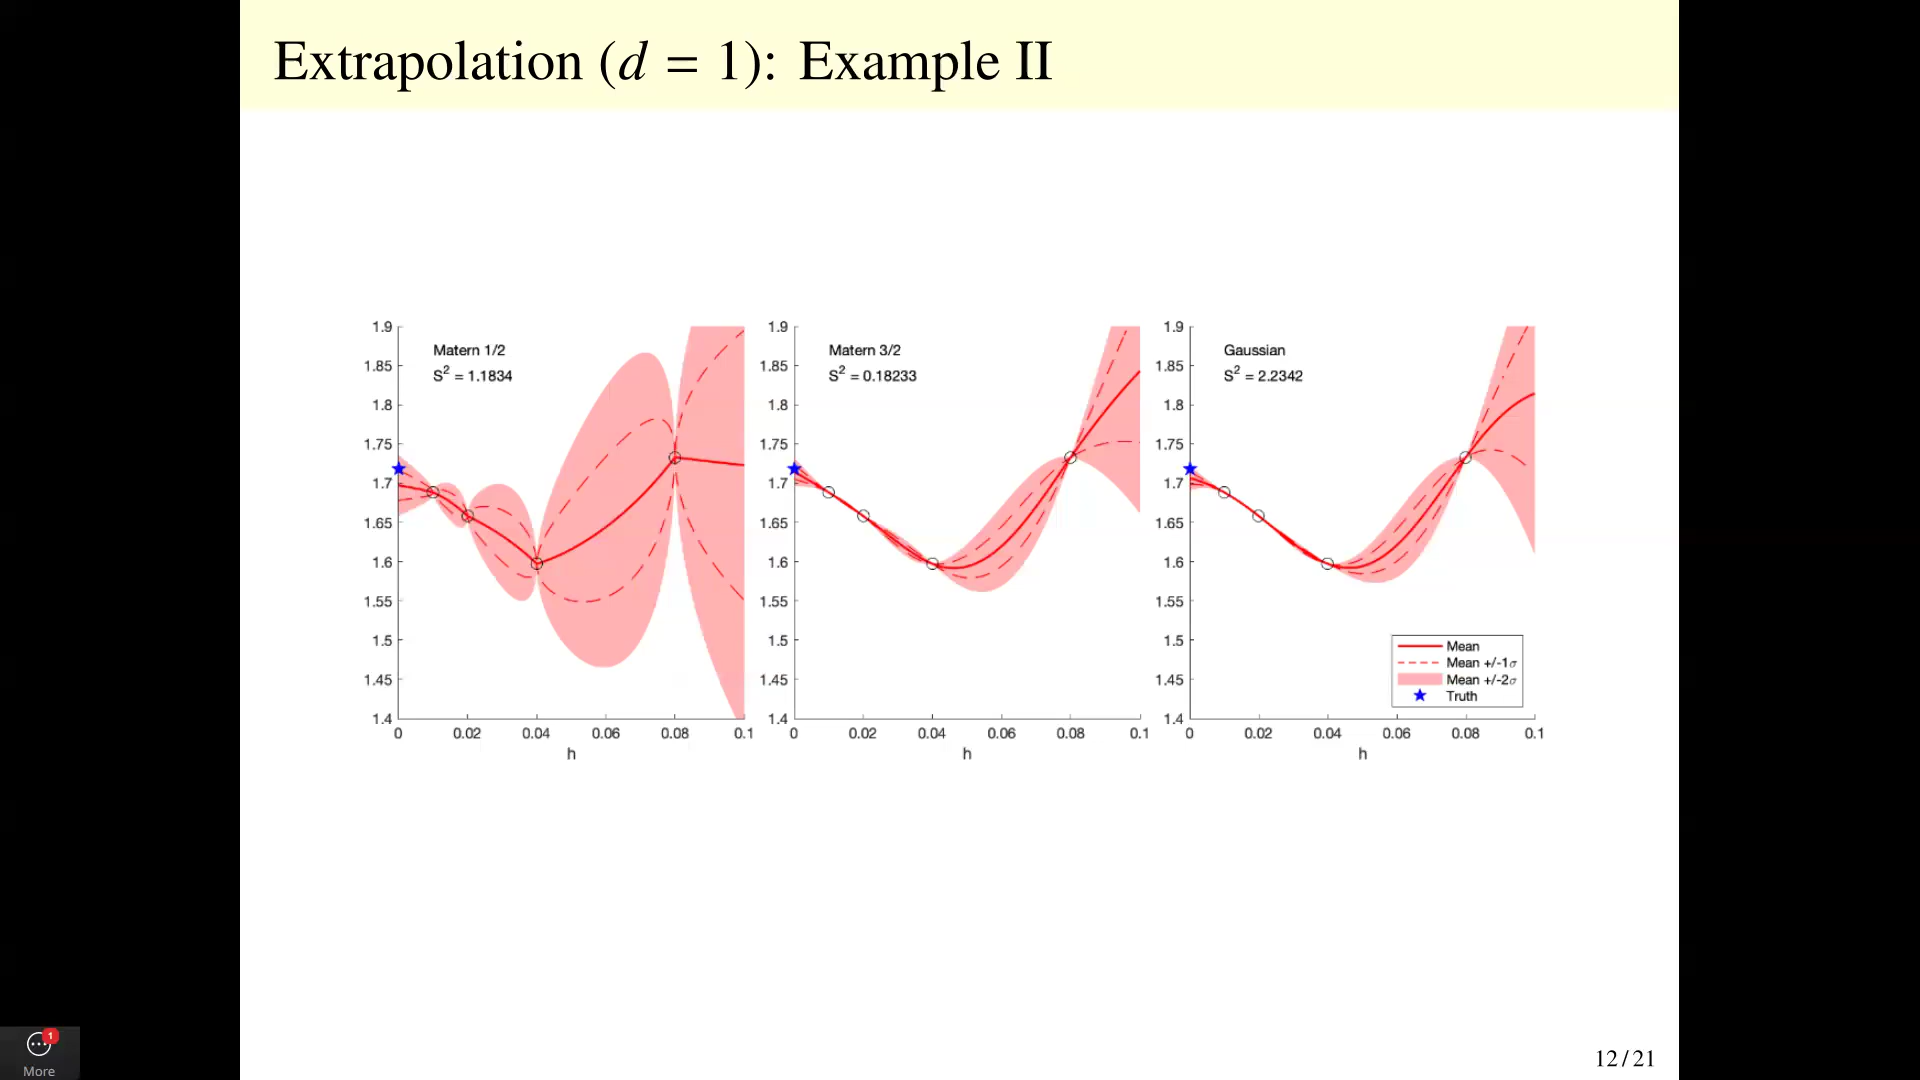 Extrapolation (d = 1): Example II
1.9
1.85
1.8
1.75
1.7
1.65
1.6
1.55
1.5
1.45
1.4
Matern 1/2
S² = 1.1834
0 0.02 0.04 0.06 0.08 0.1
h
1.9
1.85
1.8
1.75
1.7
1.65
1.6
1.55
1.5
1.45
1.4
Matern 3/2
S² = 0.18233
0 0.02 0.04 0.06 0.08 0.1
h
1.9
1.85
1.8
1.75
1.7
1.65
1.6
1.55
1.5
1.45
1.4
Gaussian
S² = 2.2342
Mean
Mean +/-1σ
Mean +/-2σ
Truth
0 0.02 0.04 0.06 0.08 0.1
h
1
More
12 / 21